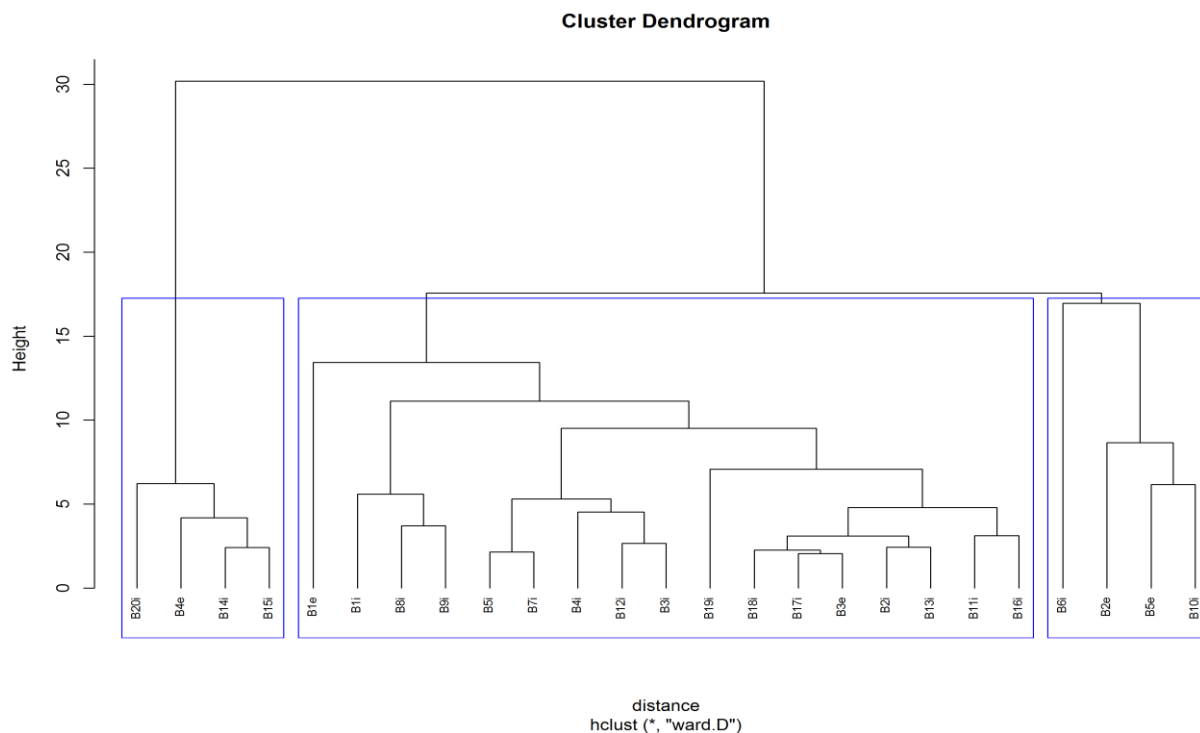 Cluster Dendrogram
Height
30
25
20
15
10
5
0
B20i
B4e
B14i
B15i
B1e
B1i
B8i
B9i
B5i
B7i
B4i
B12i
B3i
B19i
B18i
B17i
B3e
B2i
B13i
B11i
B16i
B6i
B2e
B5e
B10i
distance
hclust (*, "ward.D")